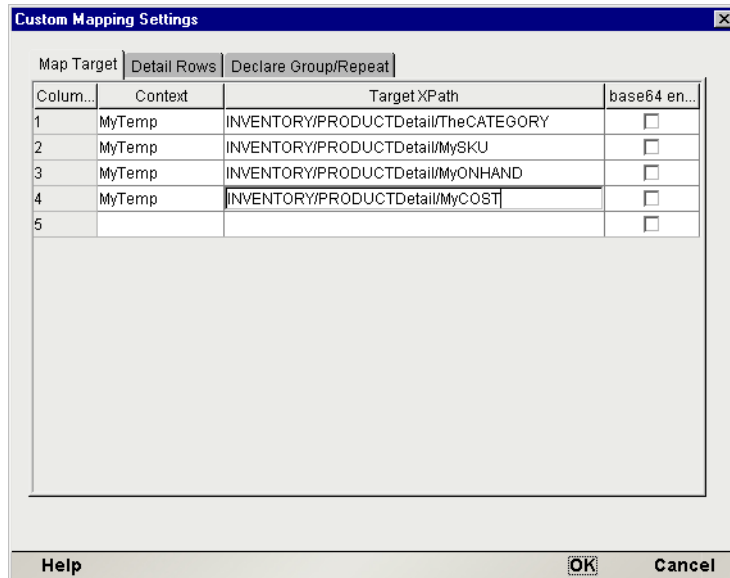 Custom Mapping Settings
Map Target Detail Rows Declare Group/Repeat
Colum... Context Target XPath base64 en...
1 MyTemp INVENTORY/PRODUCTDetail/TheCATEGORY
2 MyTemp INVENTORY/PRODUCTDetail/MySKU
3 MyTemp INVENTORY/PRODUCTDetail/MyONHAND
4 MyTemp INVENTORY/PRODUCTDetail/MyCOST
5
Help OK Cancel